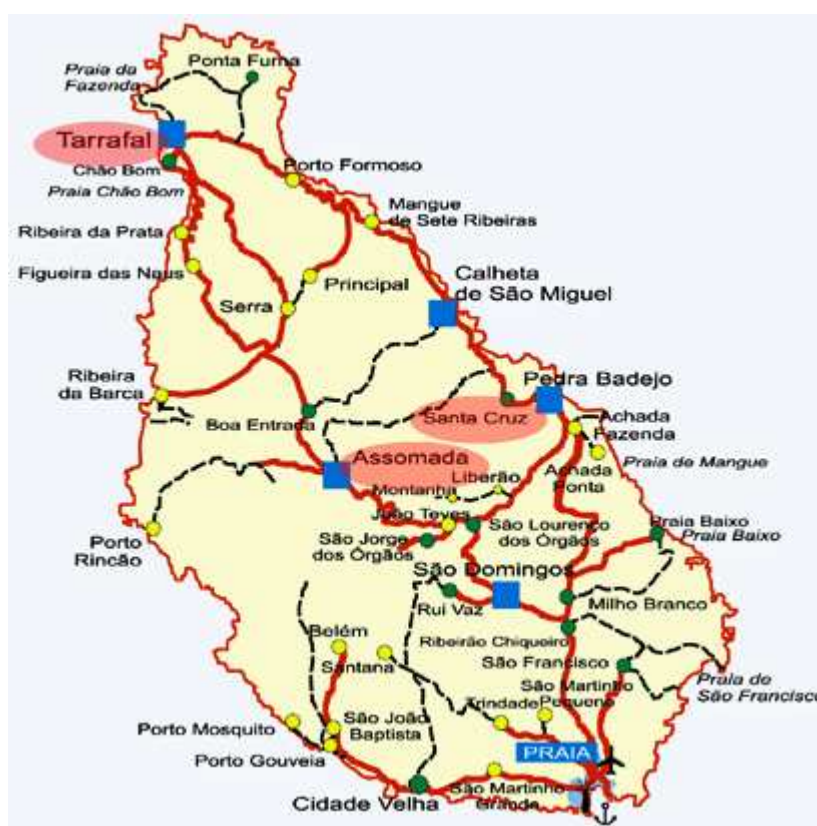 Ponta Furna
Praia da
Fazenda
Tarrafal
Chão Bom
Praia Chão Bom
Porto Formoso
Mangue
de Sete Ribeiras
Ribeira da Prata
Figueira das Naus
Principal
Serra
Calheta
de São Miguel
Ribeira
da Barca
Boa Entrada
Pedra Badejo
Santa Cruz
Achada
Fazenda
Praia de Mangue
Achada
Ponta
Assomada
Liberão
Montanha
João Teves
São Jorge
dos Órgãos
São Lourenço
dos Órgãos
Praia Baixo
Praia Baixo
Porto
Rincão
São Domingos
Rui Vaz
Milho Branco
Ribeirão Chiqueiro
Belém
Santana
São Francisco
Praia de
São Francisco
São Martinho
Pequeno
Trindade
Porto Mosquito
São João
Baptista
Porto Gouveia
PRAIA
Cidade Velha
São Martinho
Grande